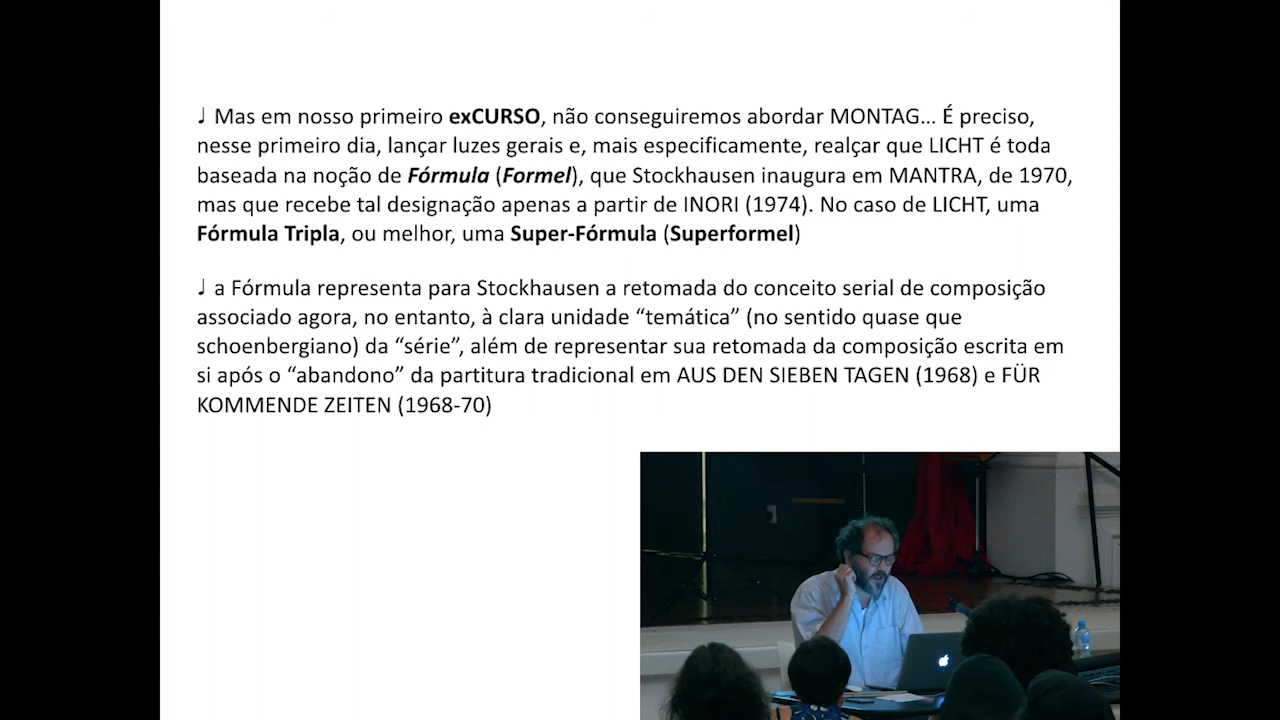 ♩ Mas em nosso primeiro exCURSO, não conseguiremos abordar MONTAG... É preciso,
nesse primeiro dia, lançar luzes gerais e, mais especificamente, realçar que LICHT é toda
baseada na noção de Fórmula (Formel), que Stockhausen inaugura em MANTRA, de 1970,
mas que recebe tal designação apenas a partir de INORI (1974). No caso de LICHT, uma
Fórmula Tripla, ou melhor, uma Super-Fórmula (Superformel)
♩ a Fórmula representa para Stockhausen a retomada do conceito serial de composição
associado agora, no entanto, à clara unidade “temática” (no sentido quase que
schoenbergiano) da “série”, além de representar sua retomada da composição escrita em
si após o “abandono” da partitura tradicional em AUS DEN SIEBEN TAGEN (1968) e FÜR
KOMMENDE ZEITEN (1968-70)